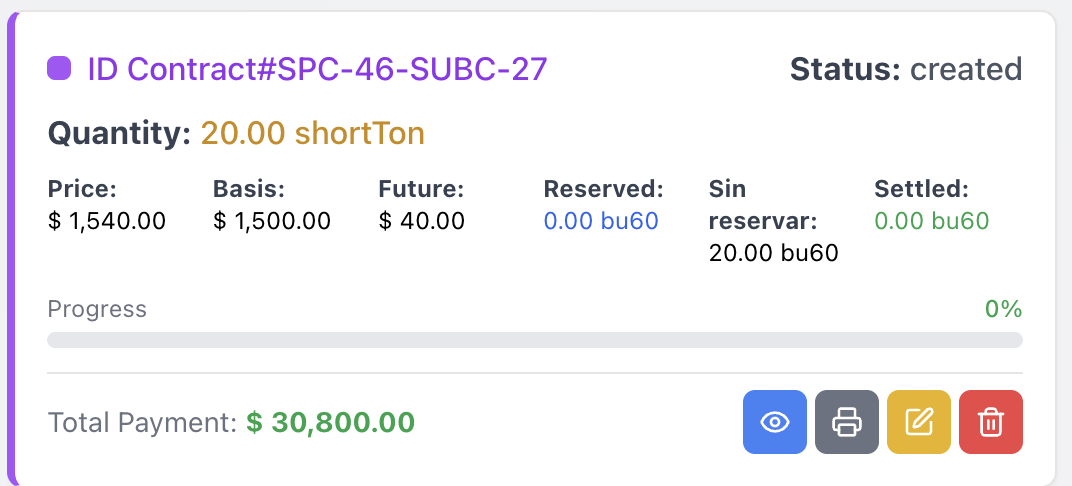 ID Contract#SPC-46-SUBC-27
Status: created
Quantity: 20.00 shortTon
Price:
$ 1,540.00
Basis:
$ 1,500.00
Future:
$ 40.00
Reserved:
0.00 bu60
Sin
reservar:
20.00 bu60
Settled:
0.00 bu60
Progress
0%
Total Payment: $ 30,800.00